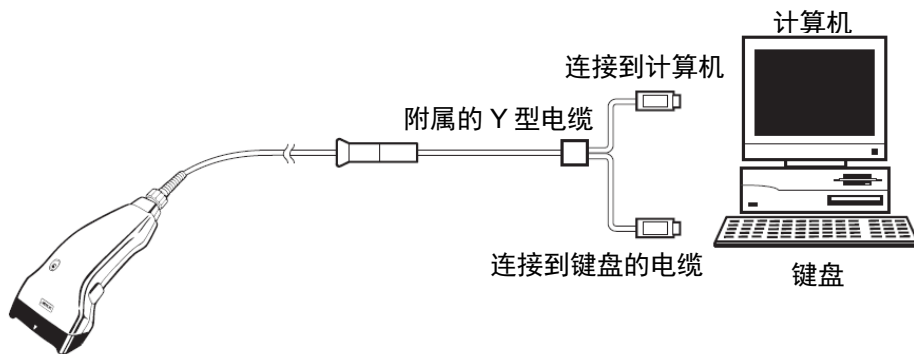 计算机
连接到计算机
附属的 Y 型电缆
连接到键盘的电缆
键盘